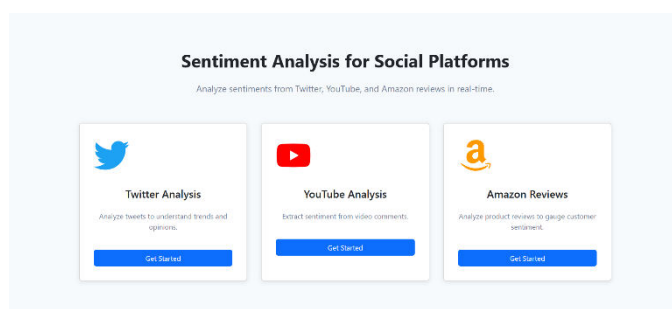 Sentiment Analysis for Social Platforms
Analyze sentiments from Twitter, YouTube, and Amazon reviews in real-time.
Twitter Analysis
Analyze tweets to understand trends and
opinions.
Get Started
YouTube Analysis
Extract sentiment from video comments.
Get Started
Amazon Reviews
Analyze product reviews to gauge customer
sentiment.
Get Started